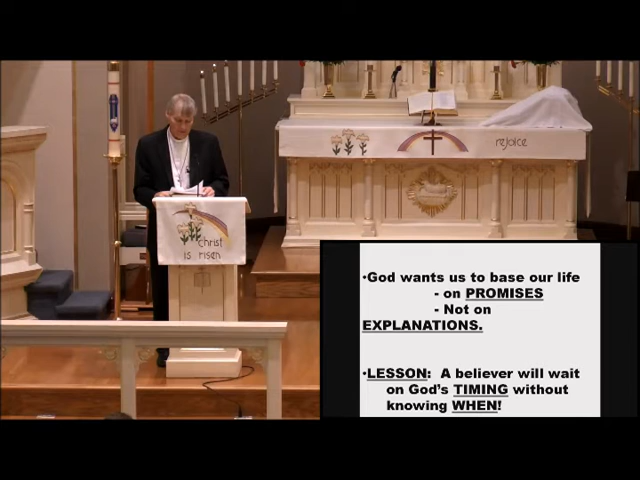 rejoice
Christ
is risen
•God wants us to base our life
- on PROMISES
- Not on
EXPLANATIONS.
•LESSON: A believer will wait
on God's TIMING without
knowing WHEN!